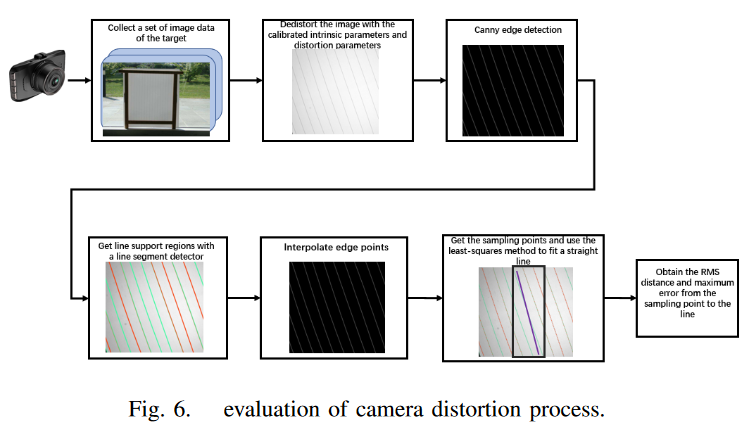 Collect a set of image data
of the target
Dedistort the image with the
calibrated intrinsic parameters and
distortion parameters
Canny edge detection
Get line support regions with
a line segment detector
Interpolate edge points
Get the sampling points and use the
least-squares method to fit a straight
line
Obtain the RMS
distance and maximum
error from the
sampling point to the
line
Fig. 6. evaluation of camera distortion process.